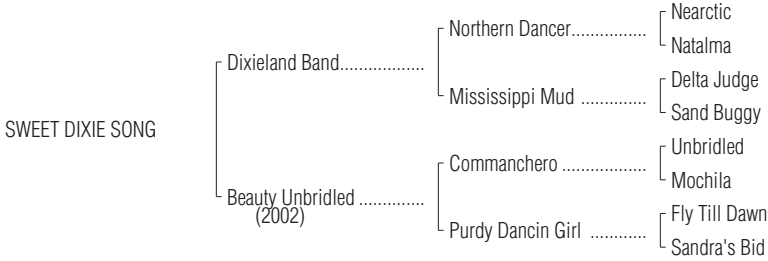 Nearctic
Northern Dancer................
Natalma
Dixieland Band..................
Delta Judge
Mississippi Mud ..............
Sand Buggy
SWEET DIXIE SONG
Unbridled
Commanchero ..................
Mochila
Beauty Unbridled ..............
(2002)
Fly Till Dawn
Purdy Dancin Girl ............
Sandra's Bid